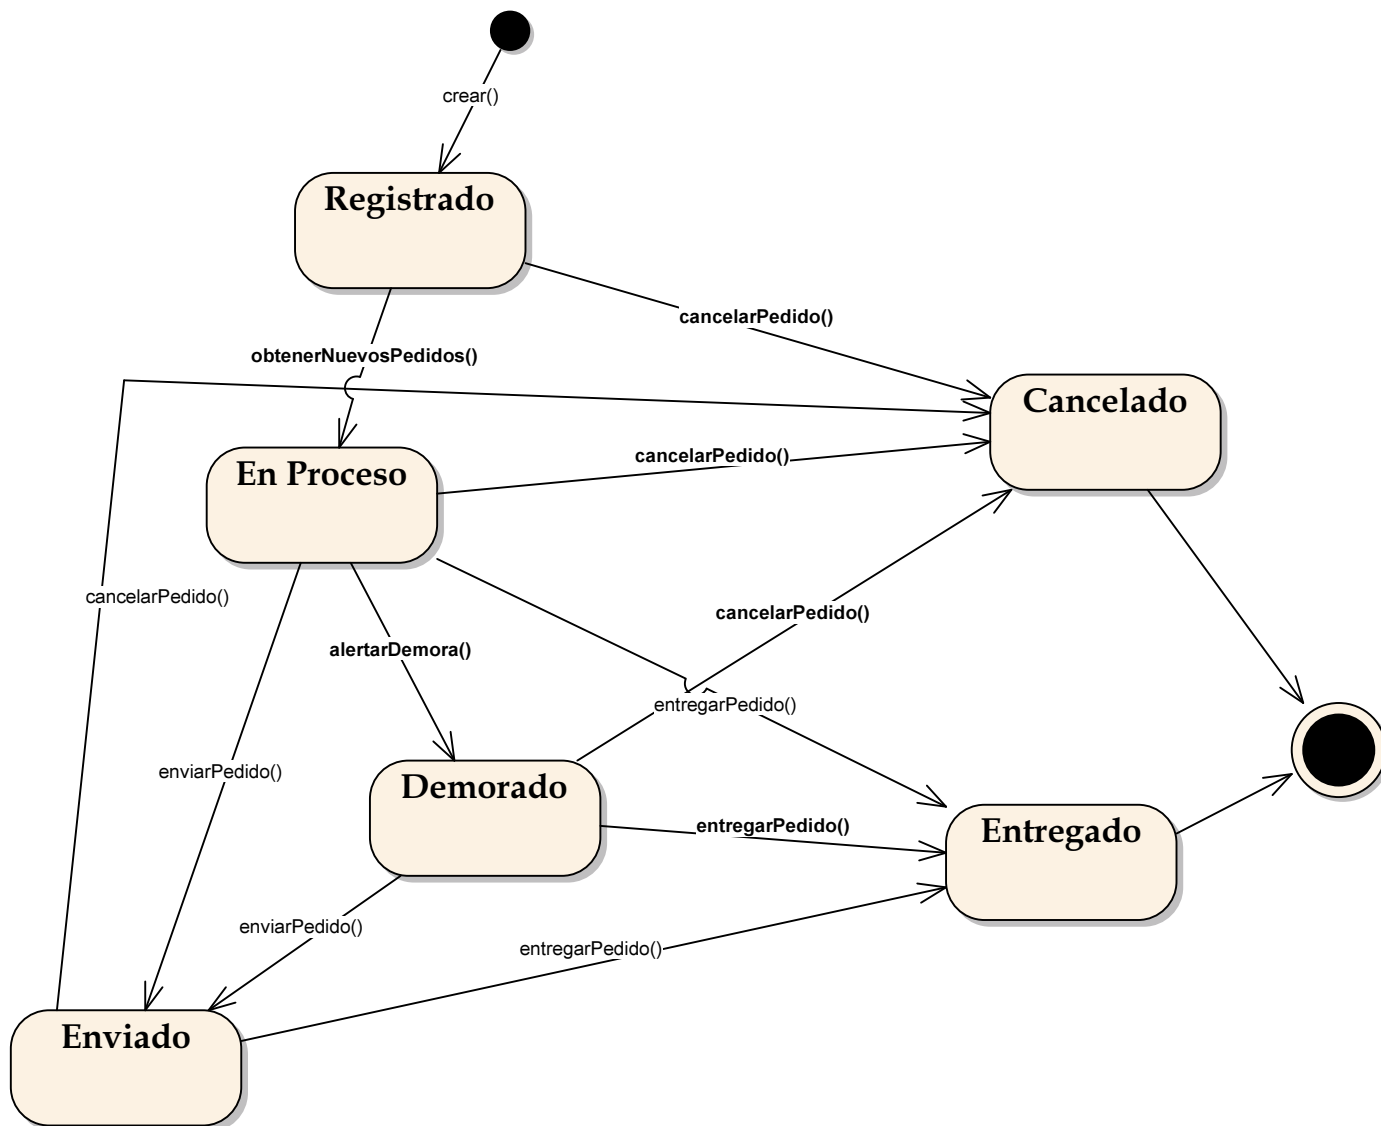 crear()
Registrado
cancelarPedido()
obtenerNuevosPedidos()
Cancelado
cancelarPedido()
En Proceso
cancelarPedido()
cancelarPedido()
alertarDemora()
entregarPedido()
enviarPedido()
Demorado
entregarPedido()
Entregado
enviarPedido()
entregarPedido()
Enviado